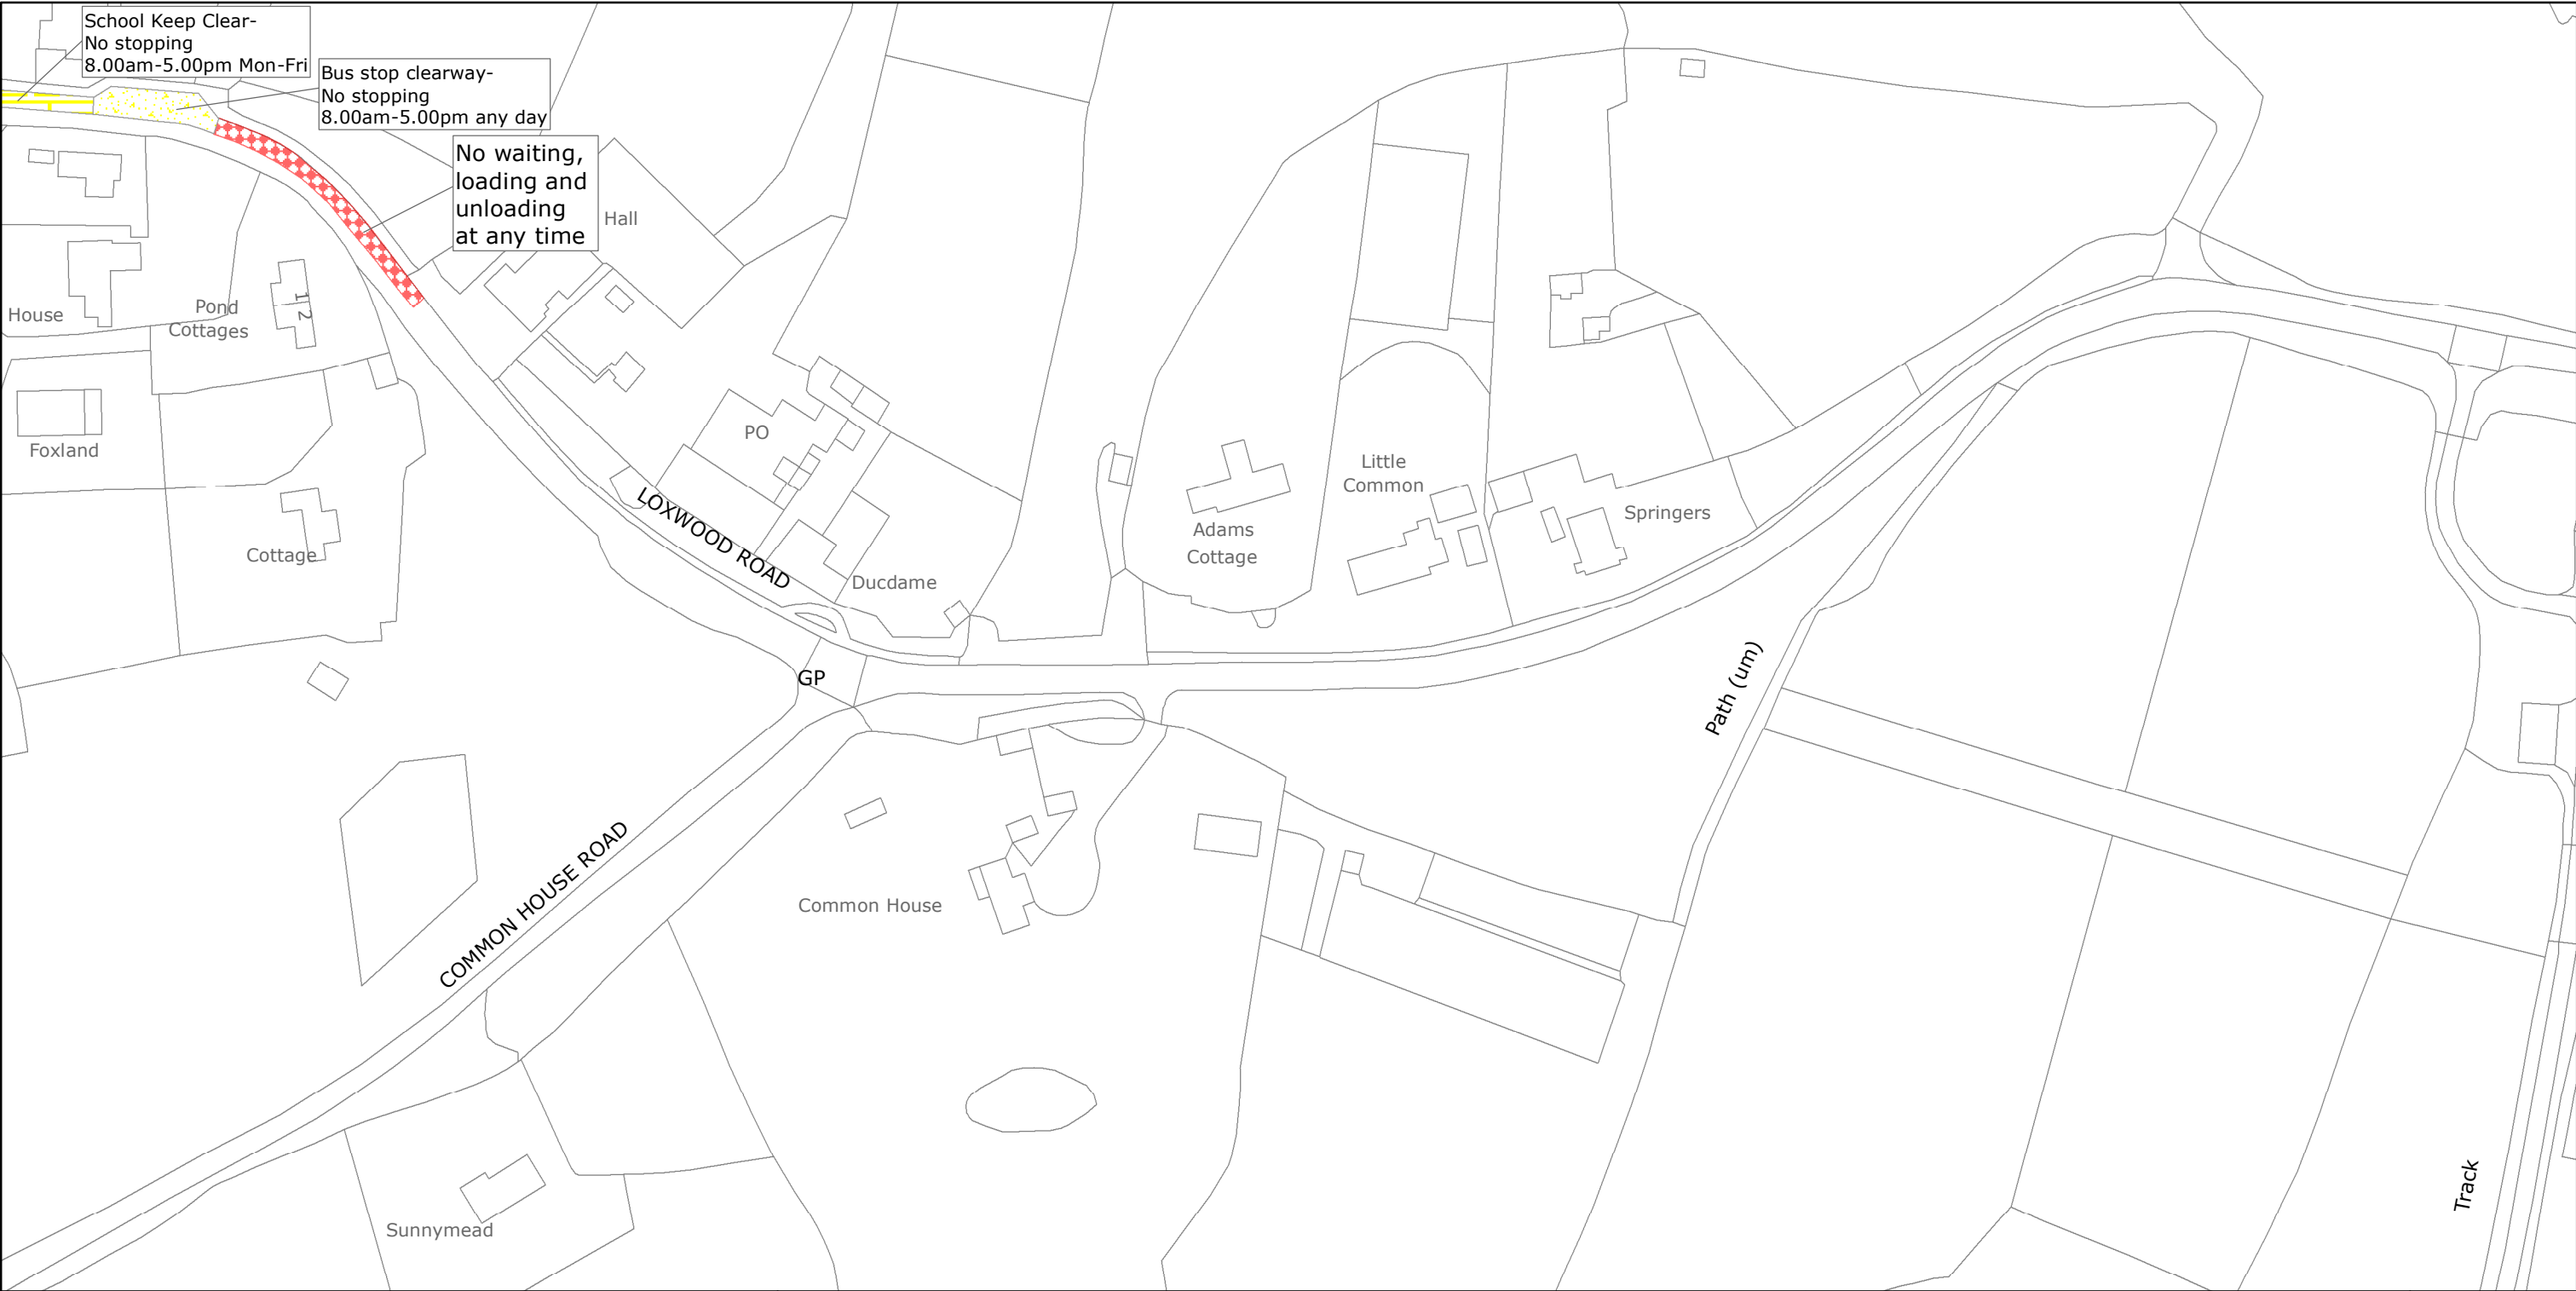 School Keep Clear-
No stopping
8.00am-5.00pm Mon-Fri
Bus stop clearway-
No stopping
8.00am-5.00pm any day
No waiting,
loading and
unloading
at any time
Hall
House
Pond
Cottages
1
2
Foxland
Cottage
PO
LOXWOOD ROAD
Ducdame
GP
Adams
Cottage
Little
Common
Springers
Path (um)
COMMON HOUSE ROAD
Common House
Sunnymead
Track